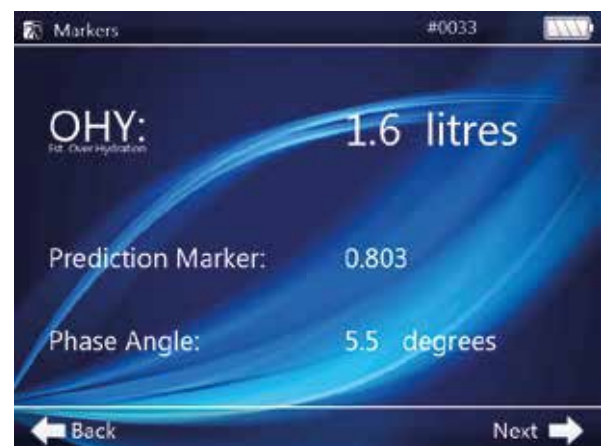 Markers #0033
OHY: 1.6 litres
Est. Over Hydration
Prediction Marker: 0.803
Phase Angle: 5.5 degrees
Back Next